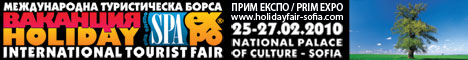 МЕЖДУНАРОДНА ТУРИСТИЧЕСКА БОРСА
ВАКАНЦИЯ
HOLIDAY
SPA
EXPO
INTERNATIONAL TOURIST FAIR
ПРИМ ЕКСПО / PRIM EXPO
www.holidayfair-sofia.com
25-27.02.2010
NATIONAL PALACE
OF CULTURE - SOFIA